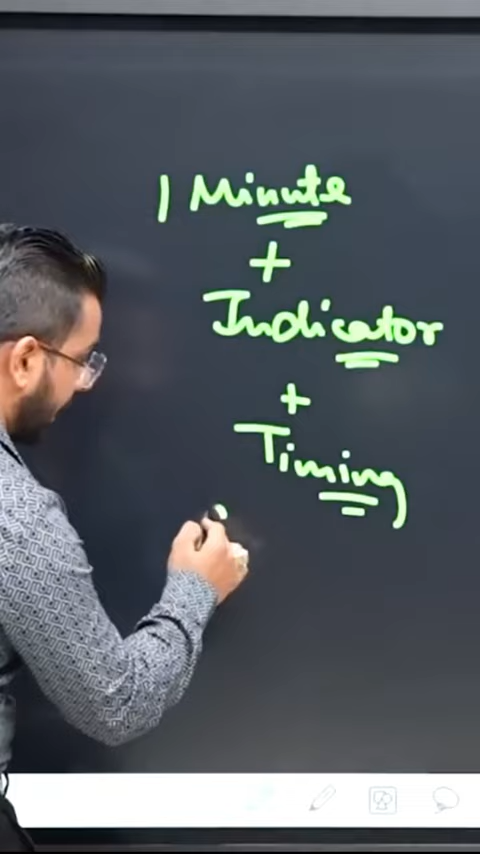 1 Minute
+
Indicator
+
Timing